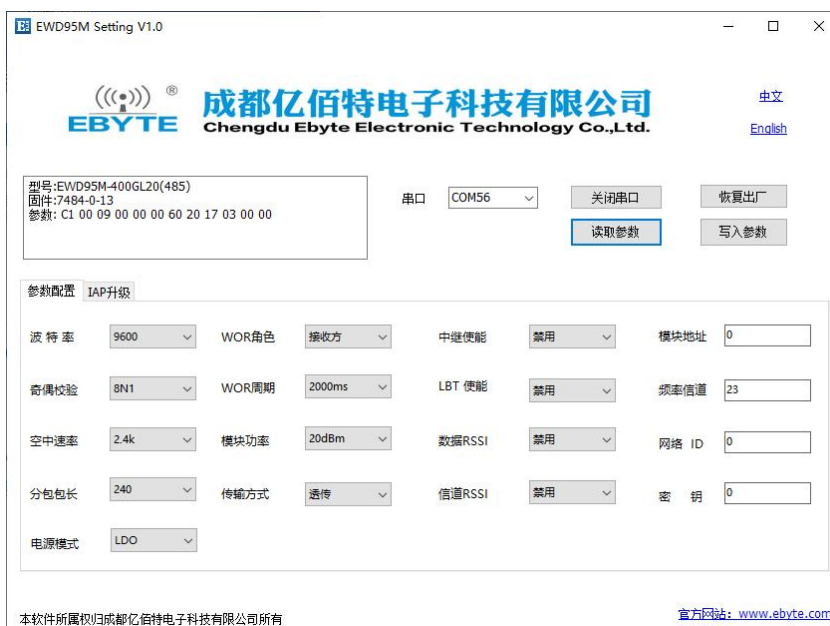 EWD95M Setting V1.0
((•)) ®
EBYTE
成都亿佰特电子科技有限公司
Chengdu Ebyte Electronic Technology Co.,Ltd.
中文
English
型号:EWD95M-400GL20(485)
固件:7484-0-13
参数: C1 00 09 00 00 00 60 20 17 03 00 00
串口 COM56 关闭串口 恢复出厂
读取参数 写入参数
参数配置 IAP升级
波特率 9600 WOR角色 接收方 中继使能 禁用 模块地址 0
奇偶校验 8N1 WOR周期 2000ms LBT 使能 禁用 频率信道 23
空中速率 2.4k 模块功率 20dBm 数据RSSI 禁用 网络 ID 0
分包包长 240 传输方式 透传 信道RSSI 禁用 密 钥 0
电源模式 LDO
本软件所属权归成都亿佰特电子科技有限公司所有 官方网站：www.ebyte.com